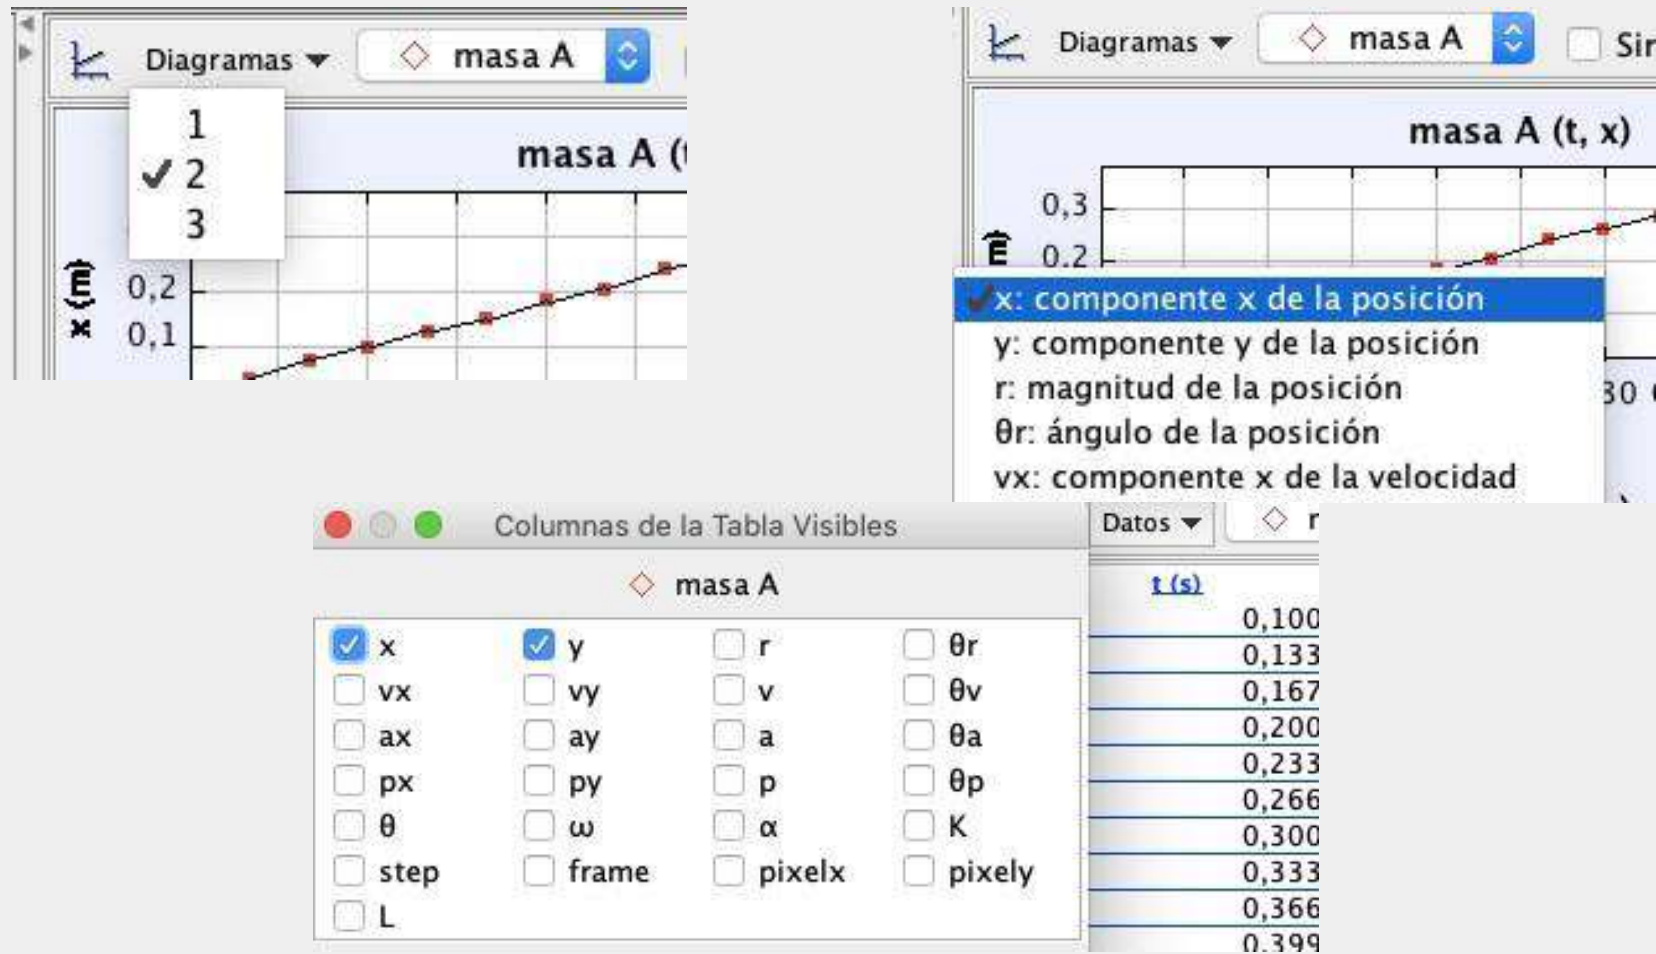 Diagramas masa A
1
2
3
masa A (t
x (m)
0,2
0,1
Diagramas masa A Sin
masa A (t, x)
0,3
0,2
x: componente x de la posición
y: componente y de la posición
r: magnitud de la posición
θr: ángulo de la posición
vx: componente x de la velocidad
30
Columnas de la Tabla Visibles
masa A
x y r θr
vx vy v θv
ax ay a θa
px py p θp
θ ω α K
step frame pixelx pixely
L
Datos
t (s)
0,100
0,133
0,167
0,200
0,233
0,266
0,300
0,333
0,366
0,399